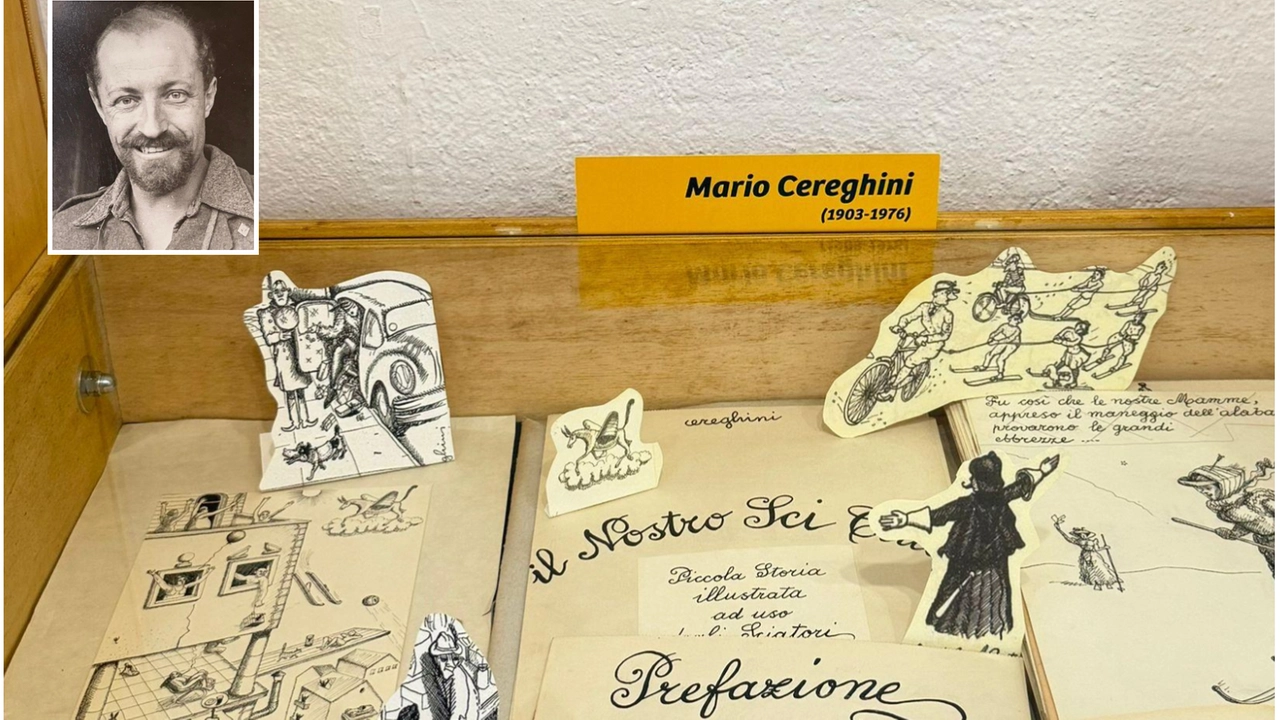 Mario Cereghini
(1903-1976)
cereghini
il Nostro Sci
Piccola Storia
illustrata
ad uso
Sciatori
Prefazione
Fu così che le nostre Mamme,
appreso il maneggio dell'alaba
provarono le grandi
ebbrezze ....